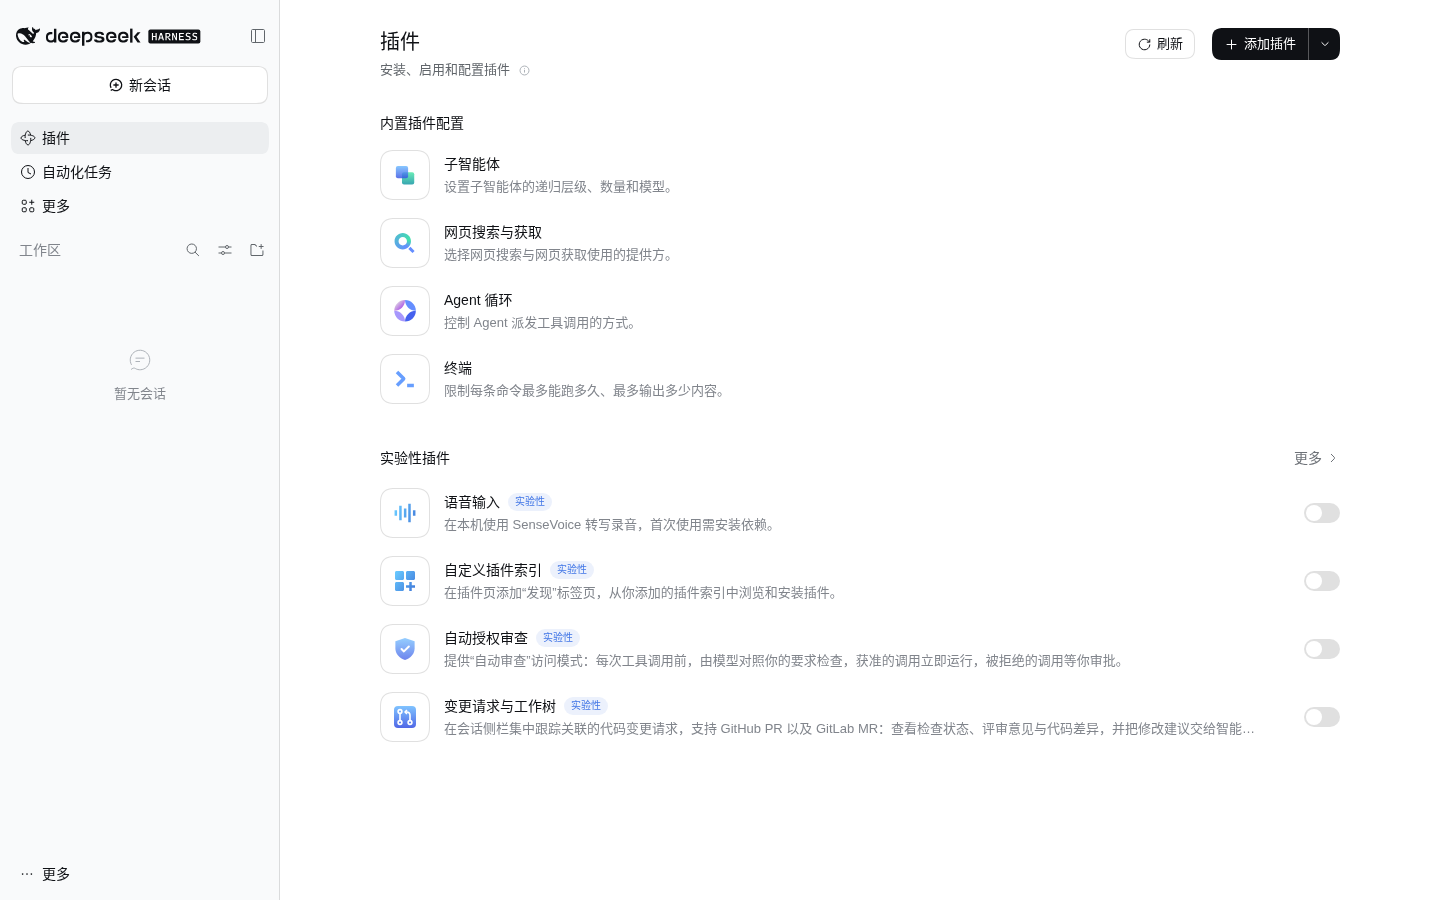 deepseek HARNESS
新会话
插件
自动化任务
更多
工作区
暂无会话
更多
插件
安装、启用和配置插件
刷新
添加插件
内置插件配置
子智能体
设置子智能体的递归层级、数量和模型。
网页搜索与获取
选择网页搜索与网页获取使用的提供方。
Agent 循环
控制 Agent 派发工具调用的方式。
终端
限制每条命令最多能跑多久、最多输出多少内容。
实验性插件
更多
语音输入 实验性
在本机使用 SenseVoice 转写录音，首次使用需安装依赖。
自定义插件索引 实验性
在插件页添加“发现”标签页，从你添加的插件索引中浏览和安装插件。
自动授权审查 实验性
提供“自动审查”访问模式：每次工具调用前，由模型对照你的要求检查，获准的调用立即运行，被拒绝的调用等你审批。
变更请求与工作树 实验性
在会话侧栏集中跟踪关联的代码变更请求，支持 GitHub PR 以及 GitLab MR：查看检查状态、评审意见与代码差异，并把修改建议交给智能…